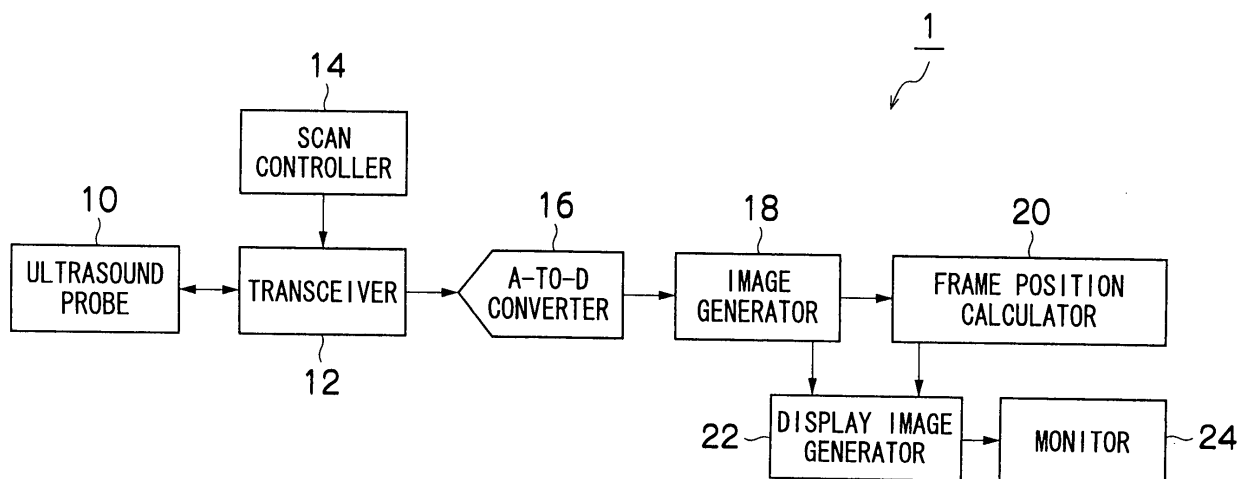 1
14
SCAN
CONTROLLER
10
ULTRASOUND
PROBE
TRANSCEIVER
12
16
A-TO-D
CONVERTER
18
IMAGE
GENERATOR
20
FRAME POSITION
CALCULATOR
22
DISPLAY IMAGE
GENERATOR
MONITOR
24